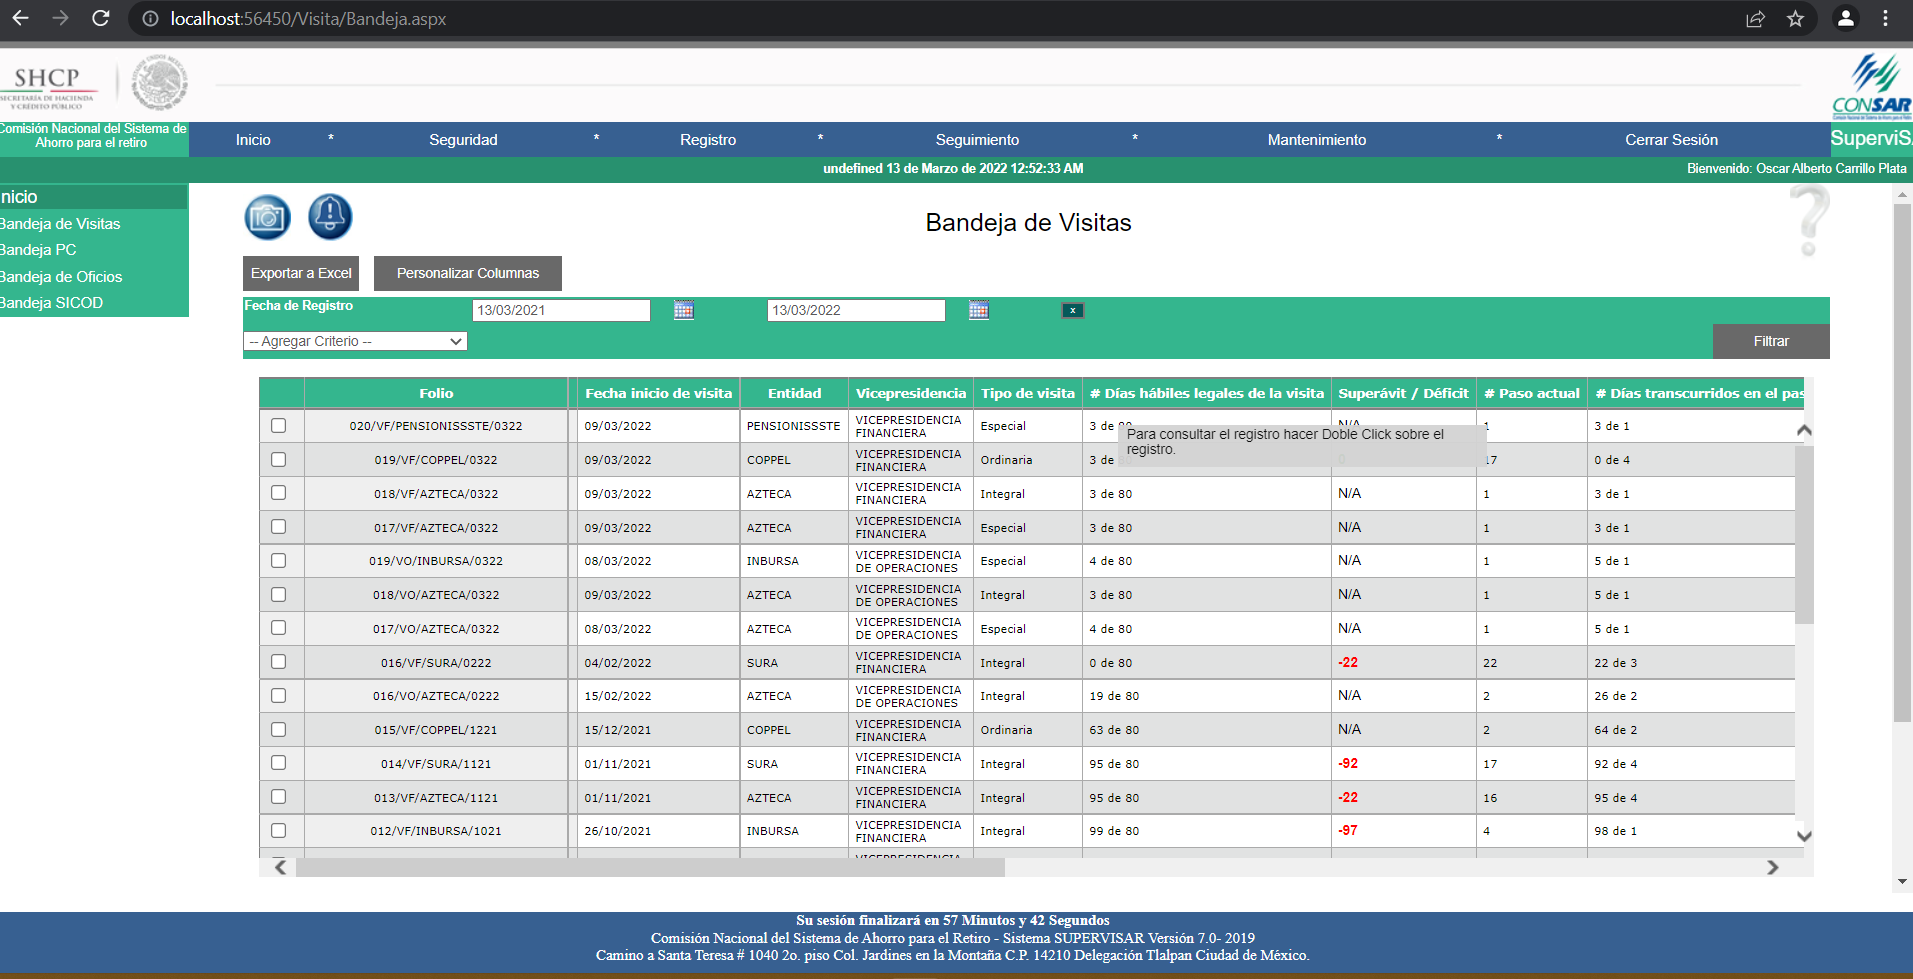 localhost:56450/Visita/Bandeja.aspx
SHCP
SECRETARÍA DE HACIENDA
Y CRÉDITO PÚBLICO
CONSAR
Comisión Nacional del Sistema de
Ahorro para el retiro
Inicio * Seguridad * Registro * Seguimiento * Mantenimiento * Cerrar Sesión
SuperviS
undefined 13 de Marzo de 2022 12:52:33 AM
Bienvenido: Oscar Alberto Carrillo Plata
nicio
Bandeja de Visitas
Bandeja PC
Bandeja de Oficios
Bandeja SICOD
Bandeja de Visitas
Exportar a Excel Personalizar Columnas
Fecha de Registro 13/03/2021 13/03/2022 x
-- Agregar Criterio -- Filtrar
Folio Fecha inicio de visita Entidad Vicepresidencia Tipo de visita # Días hábiles legales de la visita Superávit / Déficit # Paso actual # Días transcurridos en el pas
020/VF/PENSIONISSSTE/0322 09/03/2022 PENSIONISSSTE VICEPRESIDENCIA FINANCIERA Especial 3 de 80 N/A 1 3 de 1
Para consultar el registro hacer Doble Click sobre el
registro.
019/VF/COPPEL/0322 09/03/2022 COPPEL VICEPRESIDENCIA FINANCIERA Ordinaria 3 de 17 0 de 4
018/VF/AZTECA/0322 09/03/2022 AZTECA VICEPRESIDENCIA FINANCIERA Integral 3 de 80 N/A 1 3 de 1
017/VF/AZTECA/0322 09/03/2022 AZTECA VICEPRESIDENCIA FINANCIERA Especial 3 de 80 N/A 1 3 de 1
019/VO/INBURSA/0322 08/03/2022 INBURSA VICEPRESIDENCIA DE OPERACIONES Especial 4 de 80 N/A 1 5 de 1
018/VO/AZTECA/0322 09/03/2022 AZTECA VICEPRESIDENCIA DE OPERACIONES Integral 3 de 80 N/A 1 5 de 1
017/VO/AZTECA/0322 08/03/2022 AZTECA VICEPRESIDENCIA DE OPERACIONES Especial 4 de 80 N/A 1 5 de 1
016/VF/SURA/0222 04/02/2022 SURA VICEPRESIDENCIA FINANCIERA Integral 0 de 80 -22 22 22 de 3
016/VO/AZTECA/0222 15/02/2022 AZTECA VICEPRESIDENCIA DE OPERACIONES Integral 19 de 80 N/A 2 26 de 2
015/VF/COPPEL/1221 15/12/2021 COPPEL VICEPRESIDENCIA FINANCIERA Ordinaria 63 de 80 N/A 2 64 de 2
014/VF/SURA/1121 01/11/2021 SURA VICEPRESIDENCIA FINANCIERA Integral 95 de 80 -92 17 92 de 4
013/VF/AZTECA/1121 01/11/2021 AZTECA VICEPRESIDENCIA FINANCIERA Integral 95 de 80 -22 16 95 de 4
012/VF/INBURSA/1021 26/10/2021 INBURSA VICEPRESIDENCIA FINANCIERA Integral 99 de 80 -97 4 98 de 1
VICEPRESIDENCIA
Su sesión finalizará en 57 Minutos y 42 Segundos
Comisión Nacional del Sistema de Ahorro para el Retiro - Sistema SUPERVISAR Versión 7.0- 2019
Camino a Santa Teresa # 1040 2o. piso Col. Jardines en la Montaña C.P. 14210 Delegación Tlalpan Ciudad de México.